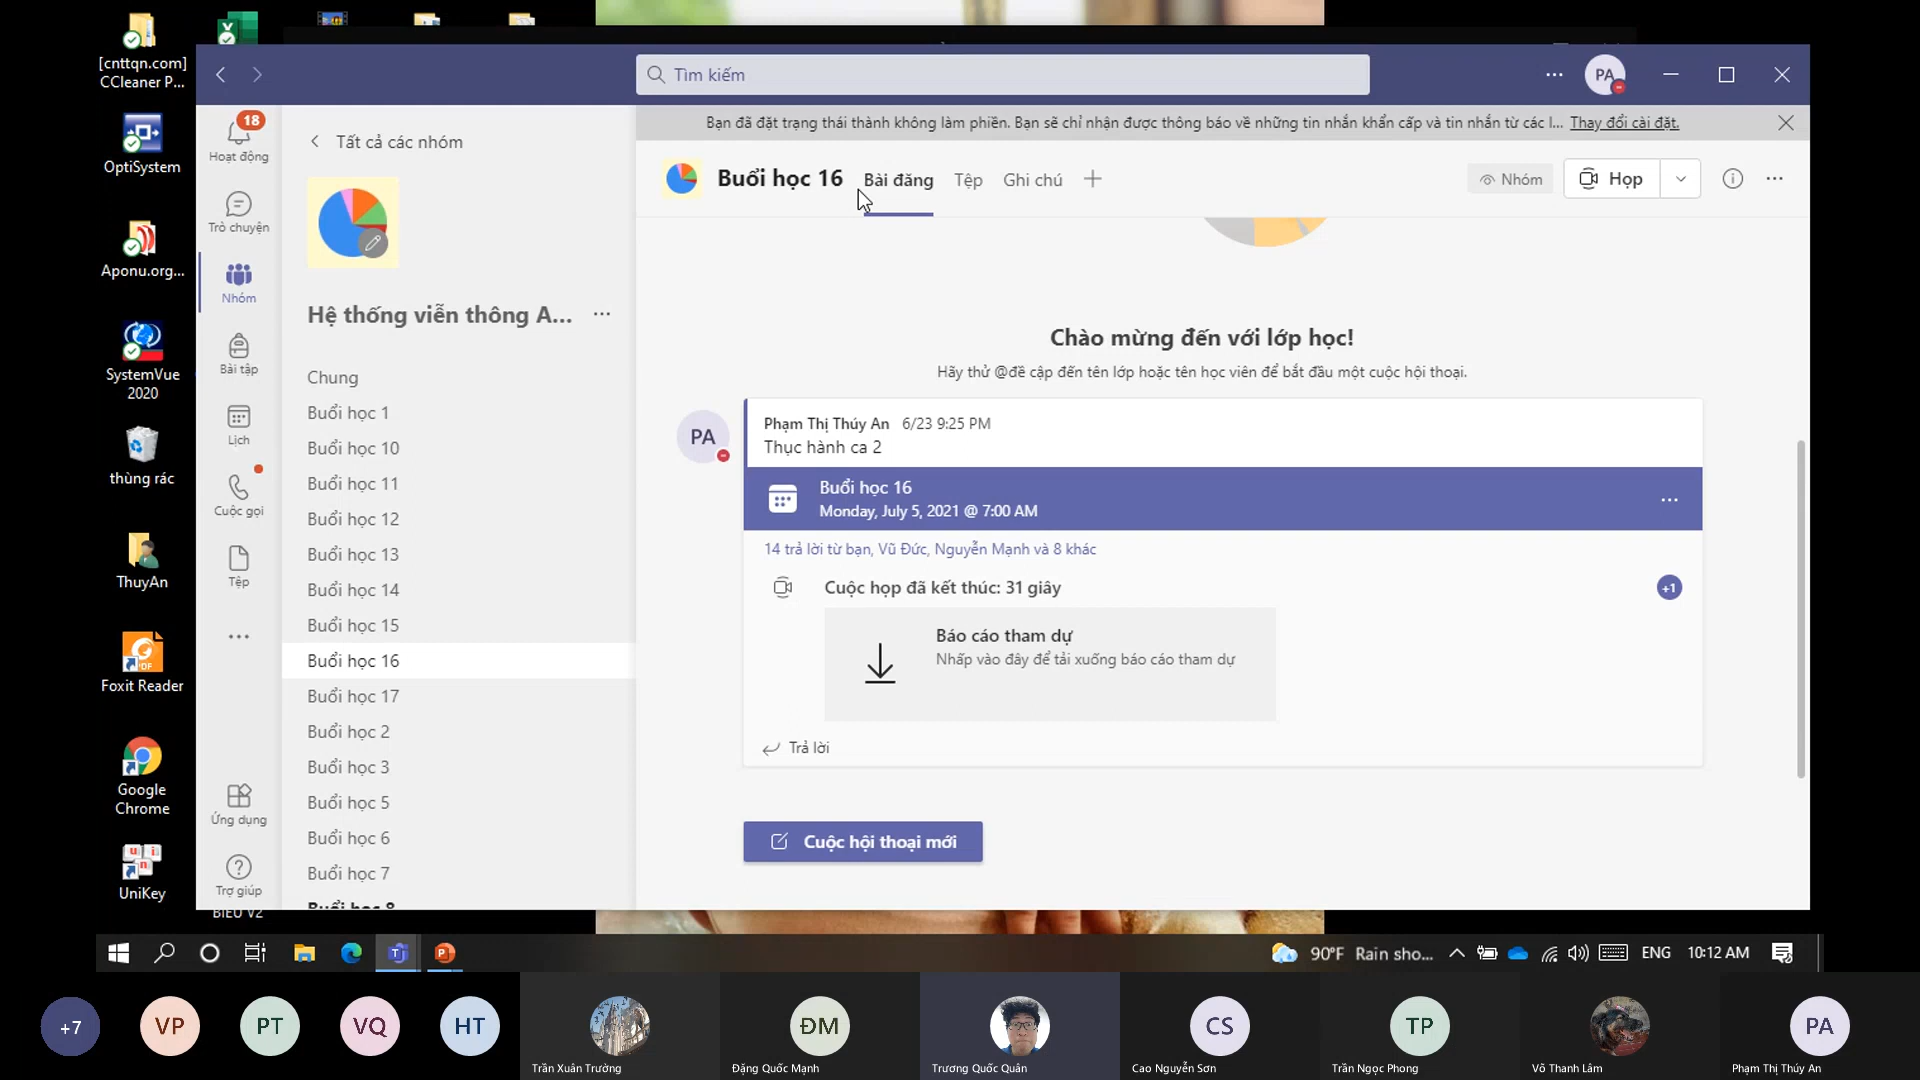 [cnttqn.com]
CCleaner P...
OptiSystem
Aponu.org...
SystemVue
2020
thùng rác
ThuyAn
Foxit Reader
Google
Chrome
UniKey
Tìm kiếm
PA
Bạn đã đặt trạng thái thành không làm phiền. Bạn sẽ chỉ nhận được thông báo về những tin nhắn khẩn cấp và tin nhắn từ các l... Thay đổi cài đặt.
18
Hoạt động
Trò chuyện
Nhóm
Bài tập
Lịch
Cuộc gọi
Tệp
Ứng dụng
Trợ giúp
BIEU V2
Tất cả các nhóm
Hệ thống viễn thông A...
Chung
Buổi học 1
Buổi học 10
Buổi học 11
Buổi học 12
Buổi học 13
Buổi học 14
Buổi học 15
Buổi học 16
Buổi học 17
Buổi học 2
Buổi học 3
Buổi học 5
Buổi học 6
Buổi học 7
Buổi học 8
Buổi học 16 Bài đăng Tệp Ghi chú
Nhóm
Họp
Chào mừng đến với lớp học!
Hãy thử @đề cập đến tên lớp hoặc tên học viên để bắt đầu một cuộc hội thoại.
PA
Phạm Thị Thúy An 6/23 9:25 PM
Thục hành ca 2
Buổi học 16
Monday, July 5, 2021 @ 7:00 AM
14 trả lời từ bạn, Vũ Đức, Nguyễn Mạnh và 8 khác
Cuộc họp đã kết thúc: 31 giây
+1
Báo cáo tham dự
Nhấp vào đây để tải xuống báo cáo tham dự
Trả lời
Cuộc hội thoại mới
90°F Rain sho...
ENG
10:12 AM
+7
VP
PT
VQ
HT
Trần Xuân Trường
ĐM
Đặng Quốc Mạnh
Trương Quốc Quân
CS
Cao Nguyễn Sơn
TP
Trần Ngọc Phong
Võ Thanh Lâm
PA
Phạm Thị Thúy An